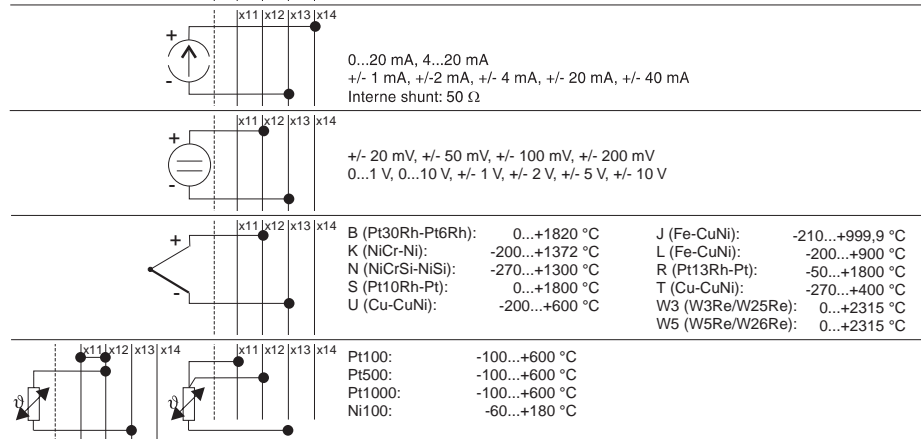 x11 x12 x13 x14
+
-
0...20 mA, 4...20 mA
+/- 1 mA, +/-2 mA, +/- 4 mA, +/- 20 mA, +/- 40 mA
Interne shunt: 50 Ω
x11 x12 x13 x14
+
-
+/- 20 mV, +/- 50 mV, +/- 100 mV, +/- 200 mV
0...1 V, 0...10 V, +/- 1 V, +/- 2 V, +/- 5 V, +/- 10 V
x11 x12 x13 x14
+
-
B (Pt30Rh-Pt6Rh): 0...+1820 °C
K (NiCr-Ni): -200...+1372 °C
N (NiCrSi-NiSi): -270...+1300 °C
S (Pt10Rh-Pt): 0...+1800 °C
U (Cu-CuNi): -200...+600 °C
J (Fe-CuNi): -210...+999,9 °C
L (Fe-CuNi): -200...+900 °C
R (Pt13Rh-Pt): -50...+1800 °C
T (Cu-CuNi): -270...+400 °C
W3 (W3Re/W25Re): 0...+2315 °C
W5 (W5Re/W26Re): 0...+2315 °C
x11 x12 x13 x14
ϑ
x11 x12 x13 x14
ϑ
Pt100: -100...+600 °C
Pt500: -100...+600 °C
Pt1000: -100...+600 °C
Ni100: -60...+180 °C